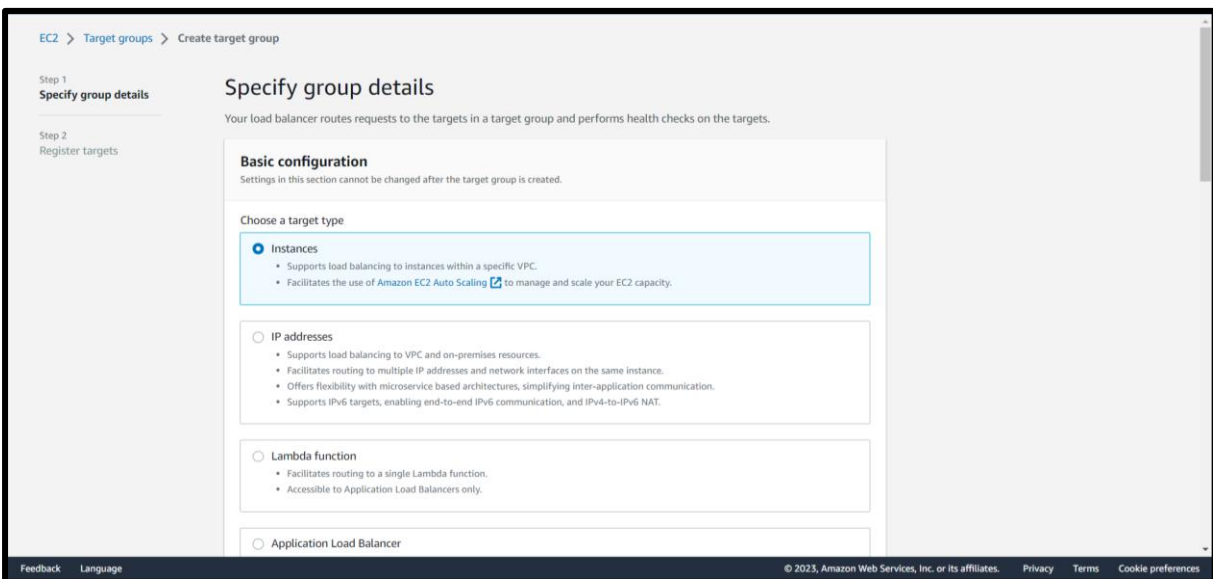 EC2 > Target groups > Create target group
Step 1
Specify group details
Step 2
Register targets
Specify group details
Your load balancer routes requests to the targets in a target group and performs health checks on the targets.
Basic configuration
Settings in this section cannot be changed after the target group is created.
Choose a target type
Instances
• Supports load balancing to instances within a specific VPC.
• Facilitates the use of Amazon EC2 Auto Scaling to manage and scale your EC2 capacity.
IP addresses
• Supports load balancing to VPC and on-premises resources.
• Facilitates routing to multiple IP addresses and network interfaces on the same instance.
• Offers flexibility with microservice based architectures, simplifying inter-application communication.
• Supports IPv6 targets, enabling end-to-end IPv6 communication, and IPv4-to-IPv6 NAT.
Lambda function
• Facilitates routing to a single Lambda function.
• Accessible to Application Load Balancers only.
Application Load Balancer
Feedback Language © 2023, Amazon Web Services, Inc. or its affiliates. Privacy Terms Cookie preferences